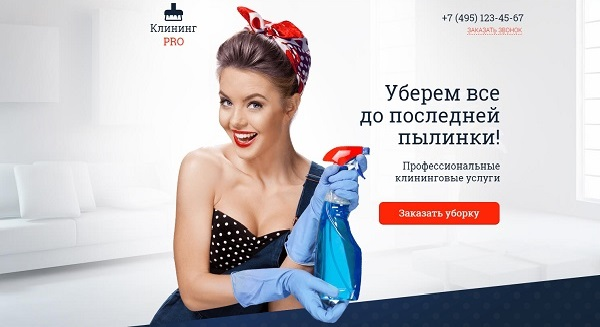 Клининг
PRO
+7 (495) 123-45-67
ЗАКАЗАТЬ ЗВОНОК
Уберем все
до последней
пылинки!
Профессиональные
клининговые услуги
Заказать уборку